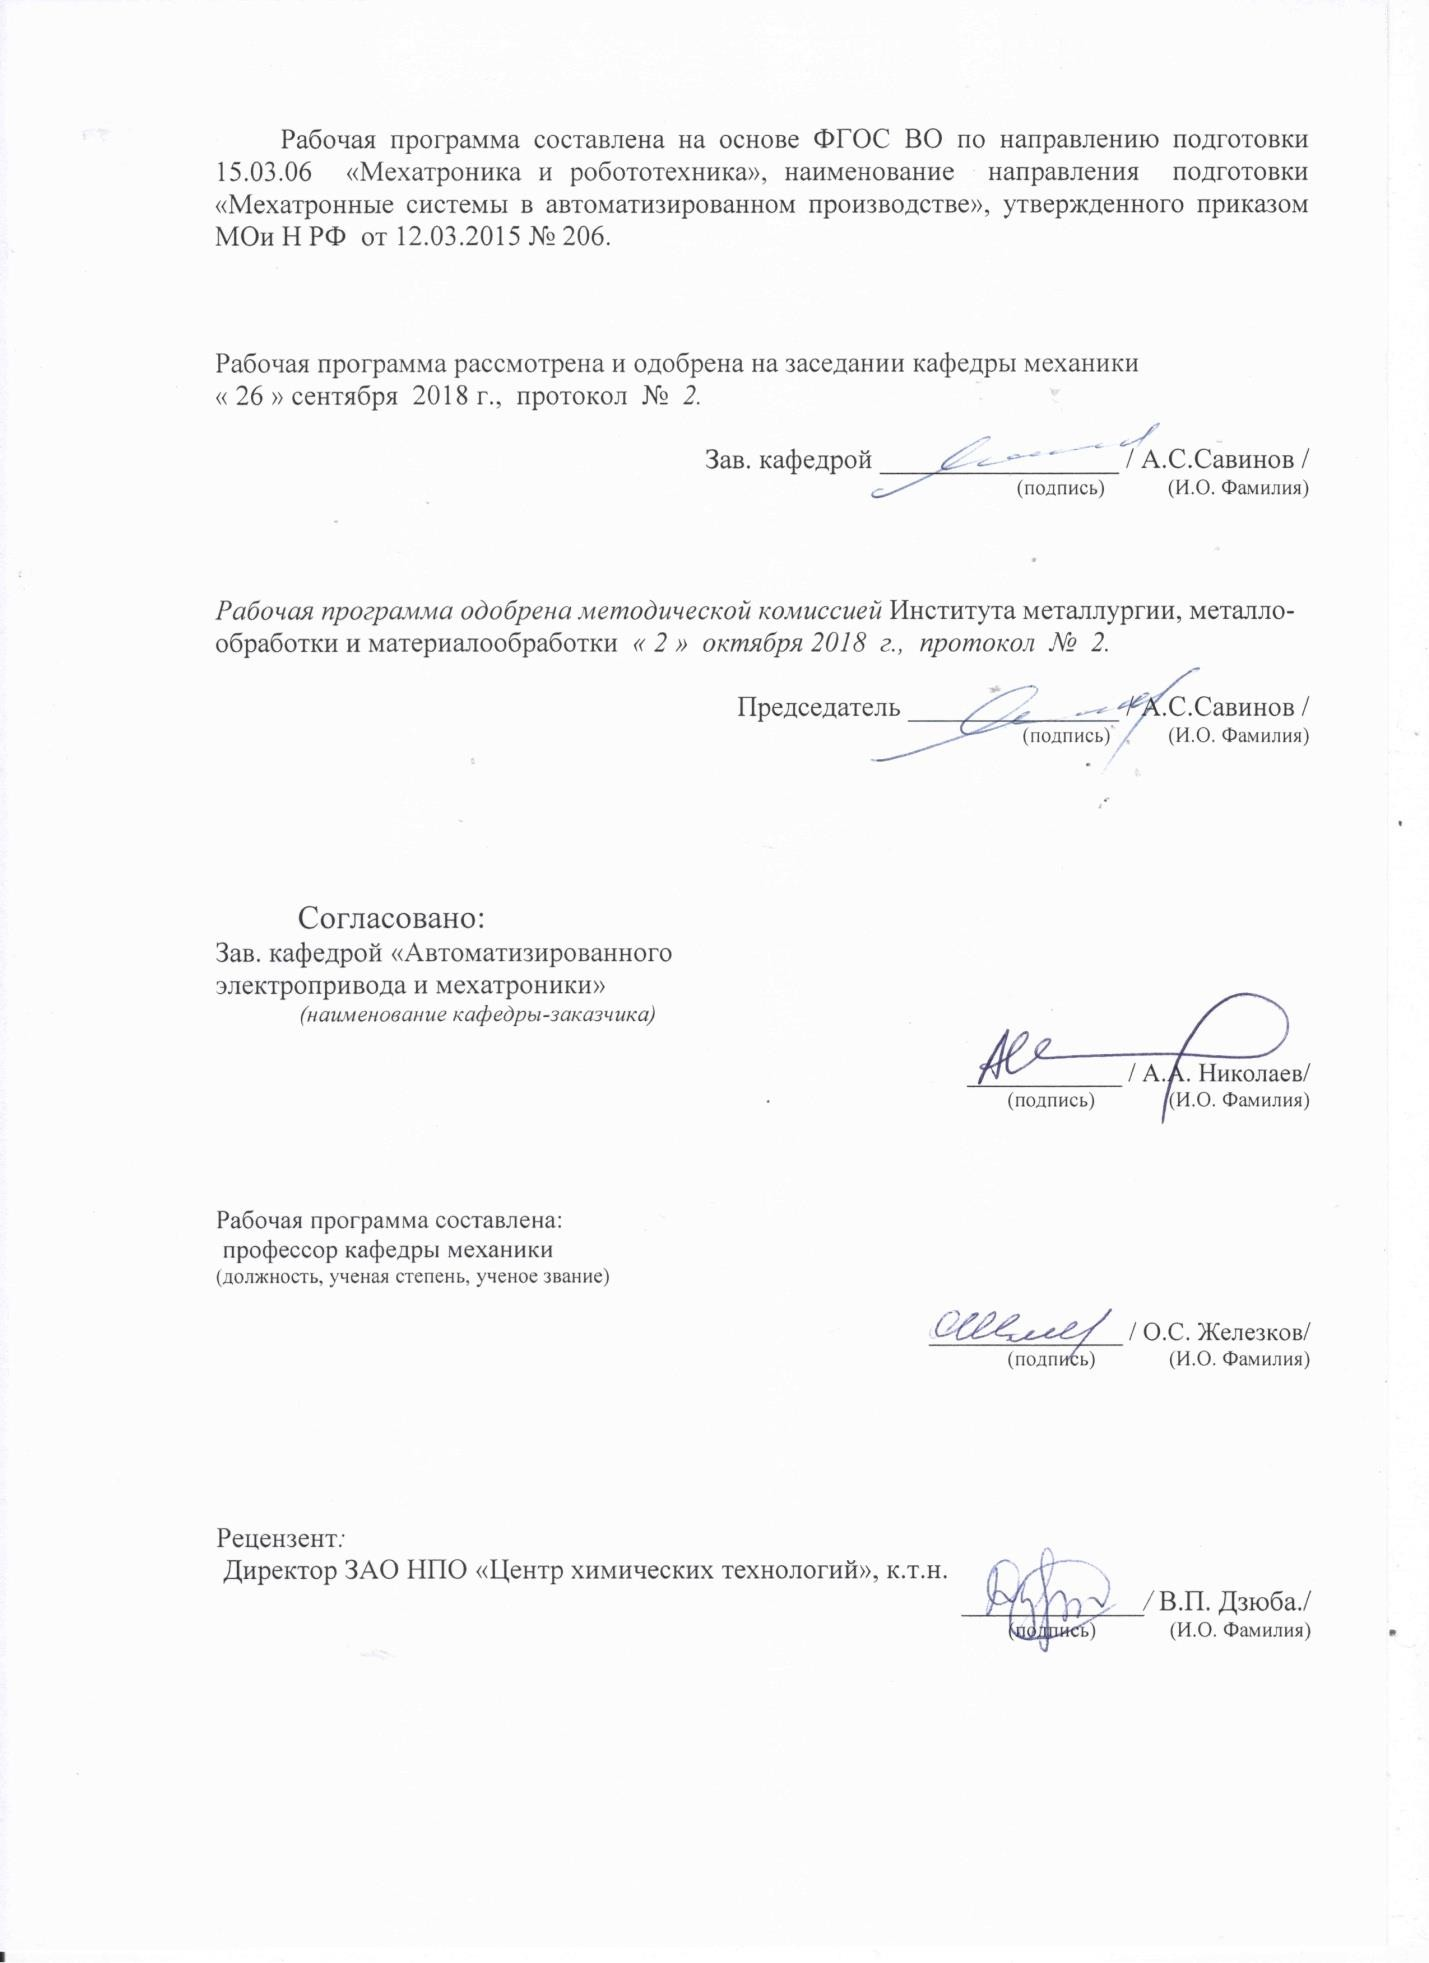 Рабочая программа составлена на основе ФГОС ВО по направлению подготовки
15.03.06 «Мехатроника и робототехника», наименование направления подготовки
«Мехатронные системы в автоматизированном производстве», утвержденного приказом
МОи Н РФ от 12.03.2015 № 206.
Рабочая программа рассмотрена и одобрена на заседании кафедры механики
« 26 » сентября 2018 г., протокол № 2.
Зав. кафедрой _________________ / А.С.Савинов /
(подпись) (И.О. Фамилия)
Рабочая программа одобрена методической комиссией Института металлургии, металло-
обработки и материалообработки « 2 » октября 2018 г., протокол № 2.
Председатель _______________ / А.С.Савинов /
(подпись) (И.О. Фамилия)
Согласовано:
Зав. кафедрой «Автоматизированного
электропривода и мехатроники»
(наименование кафедры-заказчика)
___________ / А.А. Николаев/
(подпись) (И.О. Фамилия)
Рабочая программа составлена:
профессор кафедры механики
(должность, ученая степень, ученое звание)
______________ / О.С. Железков/
(подпись) (И.О. Фамилия)
Рецензент:
Директор ЗАО НПО «Центр химических технологий», к.т.н.
_____________/ В.П. Дзюба./
(подпись) (И.О. Фамилия)